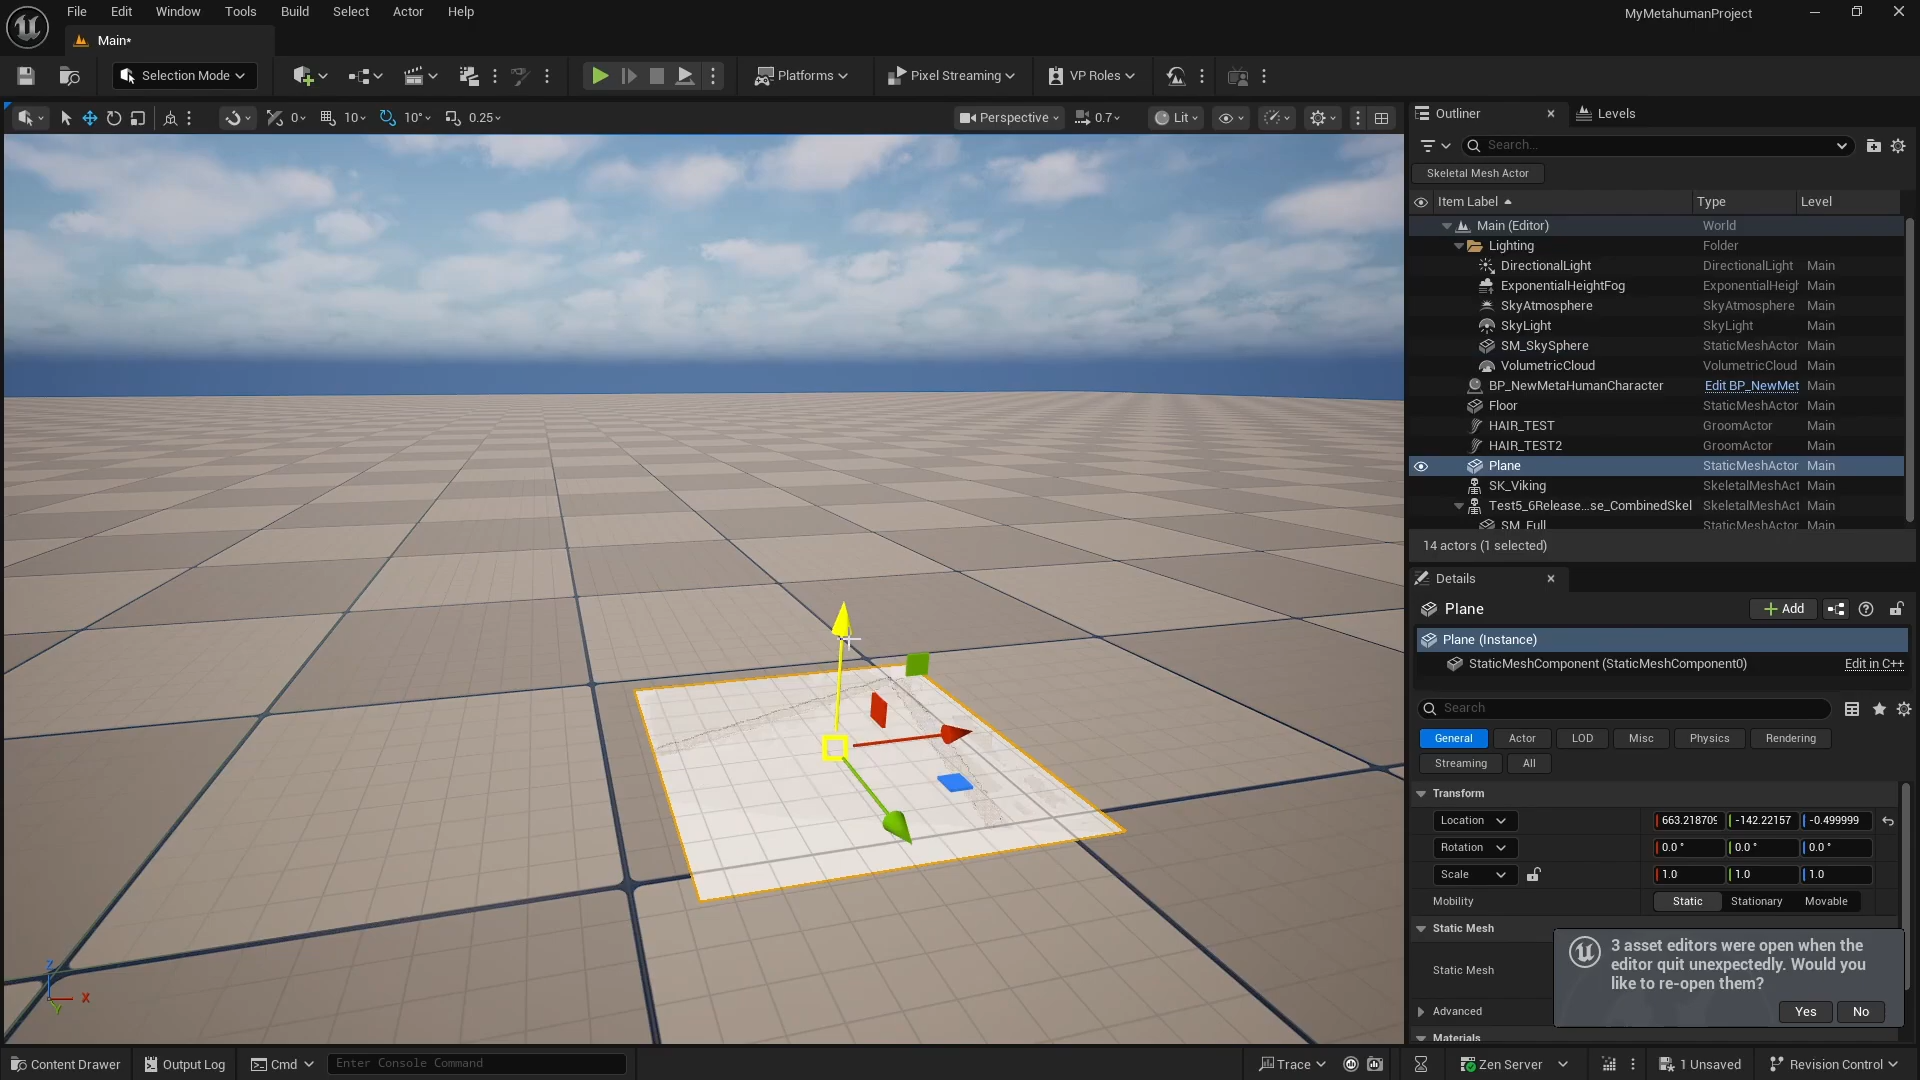 File Edit Window Tools Build Select Actor Help
MyMetahumanProject
Main*
Selection Mode
Platforms
Pixel Streaming
VP Roles
0
10
10°
0.25
Perspective
0.7
Lit
Outliner
Levels
Search...
Skeletal Mesh Actor
Item Label Type Level
Main (Editor) World
Lighting Folder
DirectionalLight DirectionalLight Main
ExponentialHeightFog ExponentialHeigh Main
SkyAtmosphere SkyAtmosphere Main
SkyLight SkyLight Main
SM_SkySphere StaticMeshActor Main
VolumetricCloud VolumetricCloud Main
BP_NewMetaHumanCharacter Edit BP_NewMet Main
Floor StaticMeshActor Main
HAIR_TEST GroomActor Main
HAIR_TEST2 GroomActor Main
Plane StaticMeshActor Main
SK_Viking SkeletalMeshAct Main
Test5_6Release...se_CombinedSkel SkeletalMeshAct Main
SM_Full StaticMeshActor Main
14 actors (1 selected)
Details
Plane
Add
Plane (Instance)
StaticMeshComponent (StaticMeshComponent0) Edit in C++
Search
General Actor LOD Misc Physics Rendering
Streaming All
Transform
Location 663.218709 -142.22157 -0.499999
Rotation 0.0 ° 0.0 ° 0.0 °
Scale 1.0 1.0 1.0
Mobility Static Stationary Movable
Static Mesh
Static Mesh
3 asset editors were open when the
editor quit unexpectedly. Would you
like to re-open them?
Yes No
Advanced
Materials
Z
X
Y
Content Drawer
Output Log
Cmd
Enter Console Command
Trace
Zen Server
1 Unsaved
Revision Control